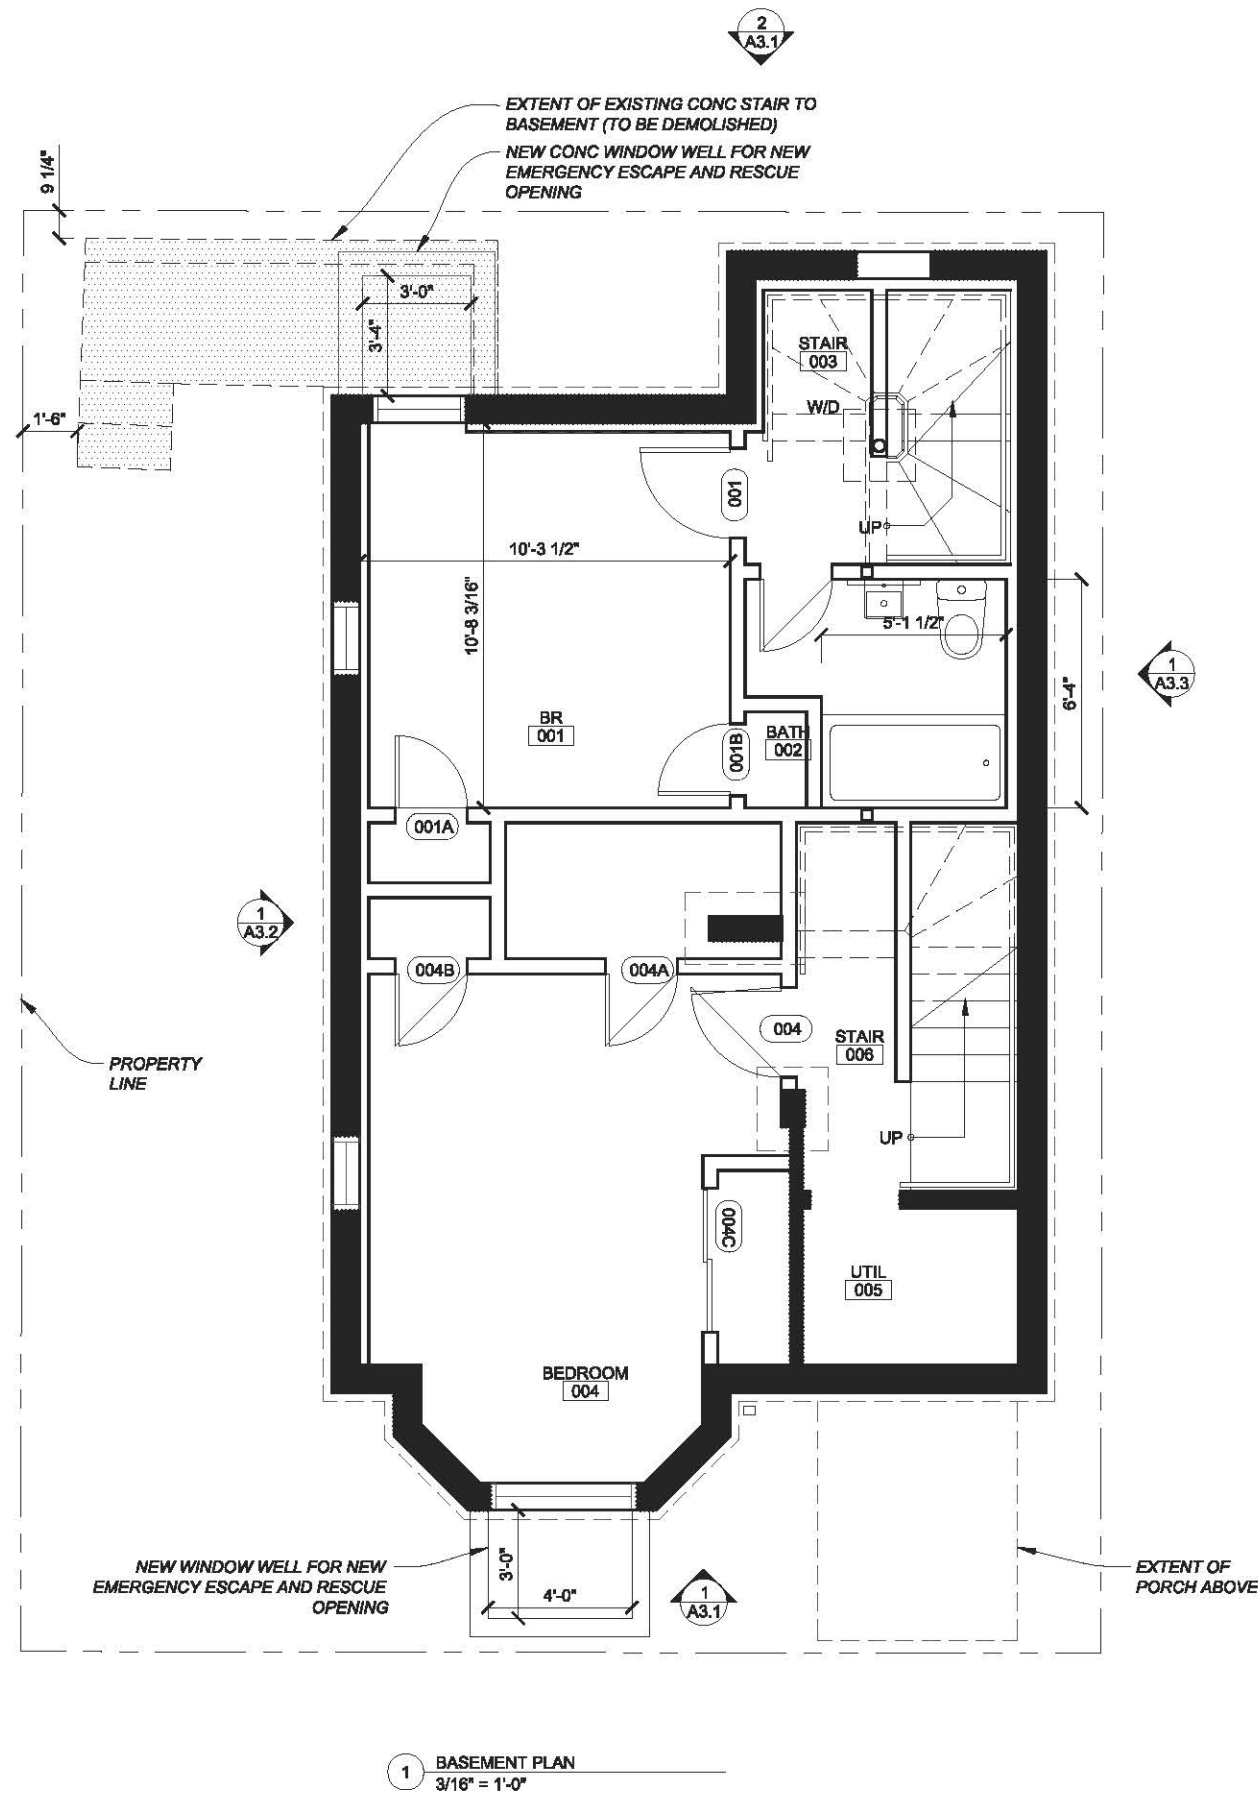 2
A3.1
EXTENT OF EXISTING CONC STAIR TO
BASEMENT (TO BE DEMOLISHED)
NEW CONC WINDOW WELL FOR NEW
EMERGENCY ESCAPE AND RESCUE
OPENING
9 1/4"
3'-0"
3'-4"
1'-6"
STAIR
003
W/D
001
UP
10'-3 1/2"
10'-8 3/16"
5'-1 1/2"
6'-4"
1
A3.3
BR
001
001B
BATH
002
001A
1
A3.2
004B
004A
004
STAIR
006
PROPERTY
LINE
UP
004C
UTIL
005
BEDROOM
004
NEW WINDOW WELL FOR NEW
EMERGENCY ESCAPE AND RESCUE
OPENING
3'-0"
4'-0"
1
A3.1
EXTENT OF
PORCH ABOVE
1
BASEMENT PLAN
3/16" = 1'-0"